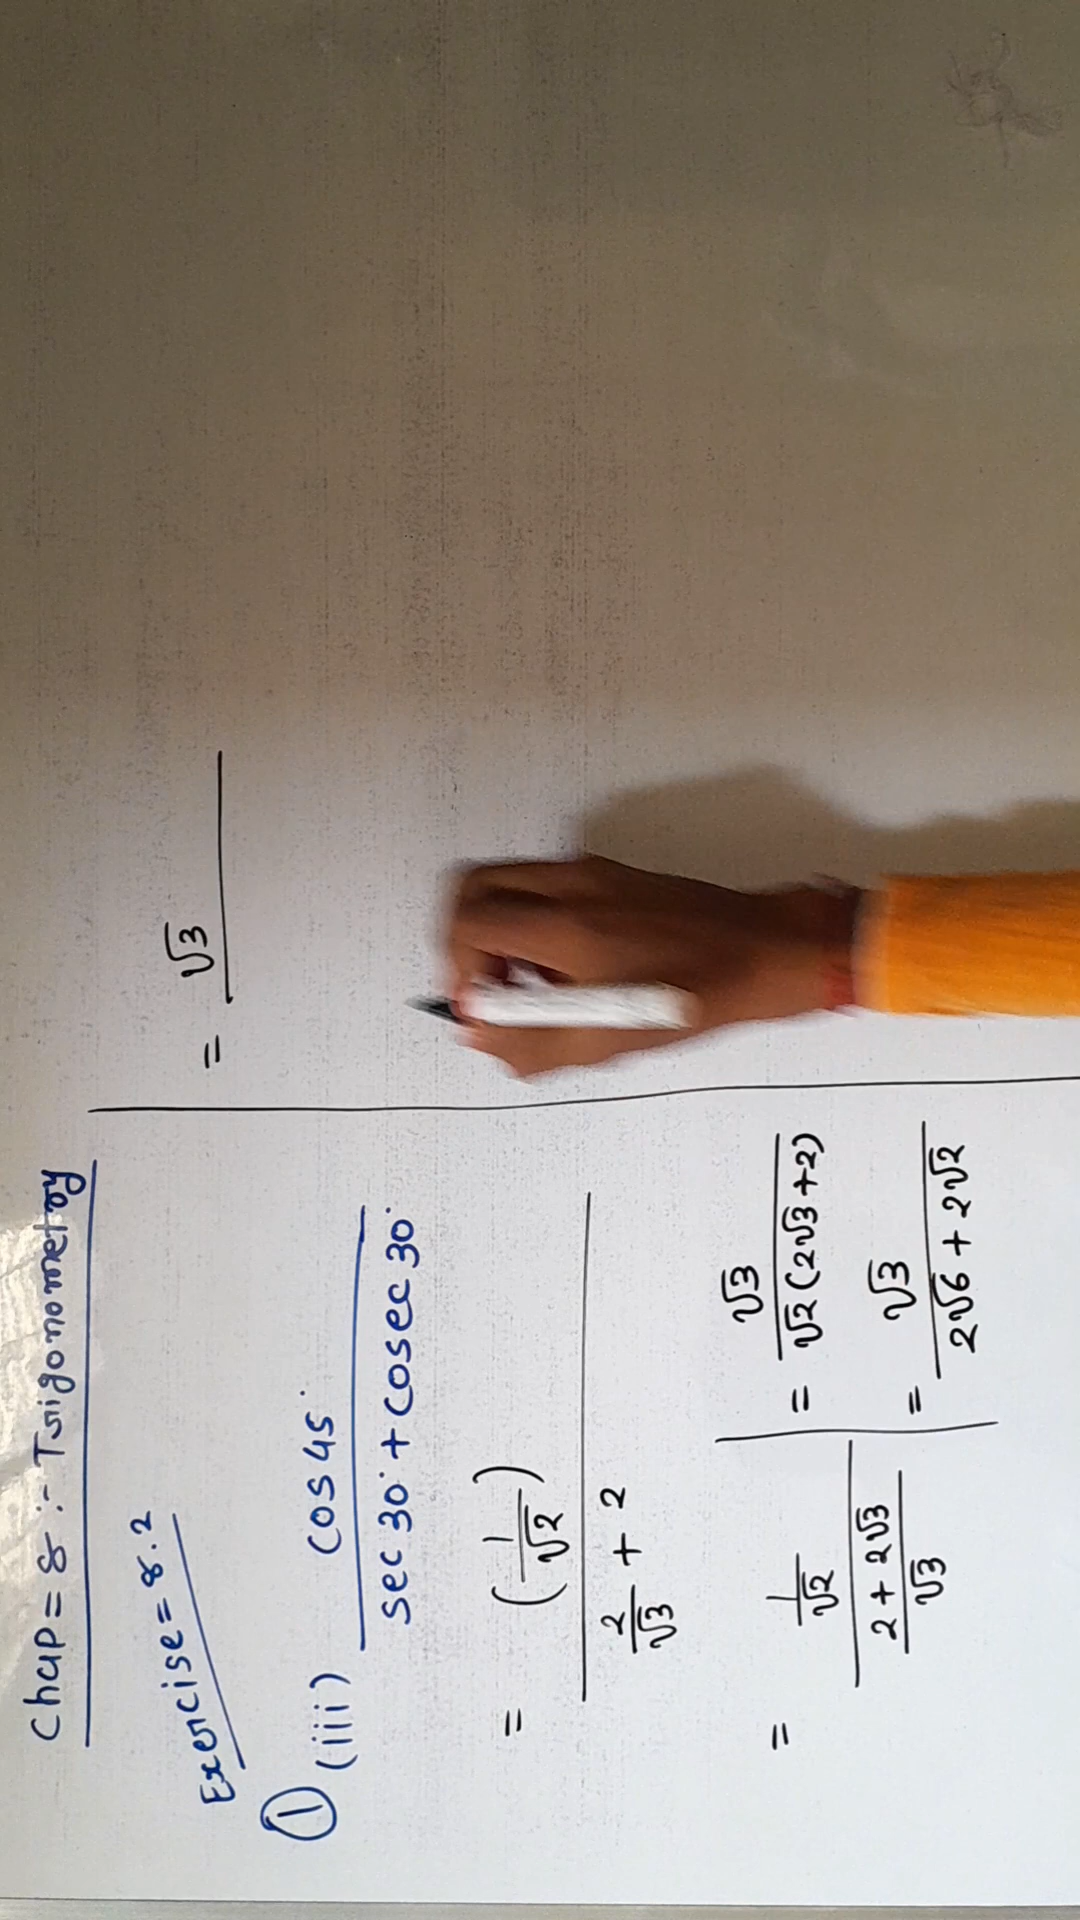 Chap = 8 :- Trigonometry
Exercise = 8.2
① (iii) cos 45°
sec 30° + cosec 30°
= (1/√2)
2/√3 + 2
= 1/√2
2 + 2√3
√3
= √3
√2 (2√3 + 2)
= √3
2√6 + 2√2
= √3